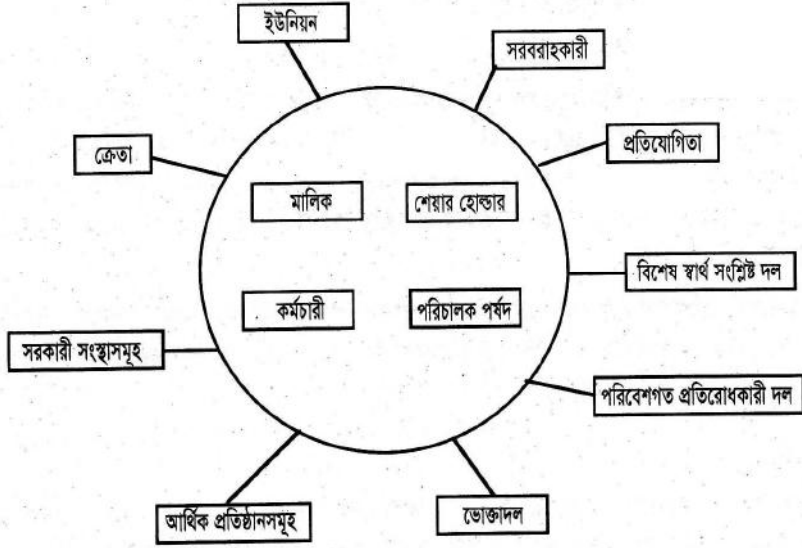 ইউনিয়ন
সরবরাহকারী
প্রতিযোগিতা
ক্রেতা
মালিক
শেয়ার হোল্ডার
বিশেষ স্বার্থ সংশ্লিষ্ট দল
কর্মচারী
পরিচালক পর্ষদ
সরকারী সংস্থাসমূহ
পরিবেশগত প্রতিরোধকারী দল
আর্থিক প্রতিষ্ঠানসমূহ
ভোক্তাদল